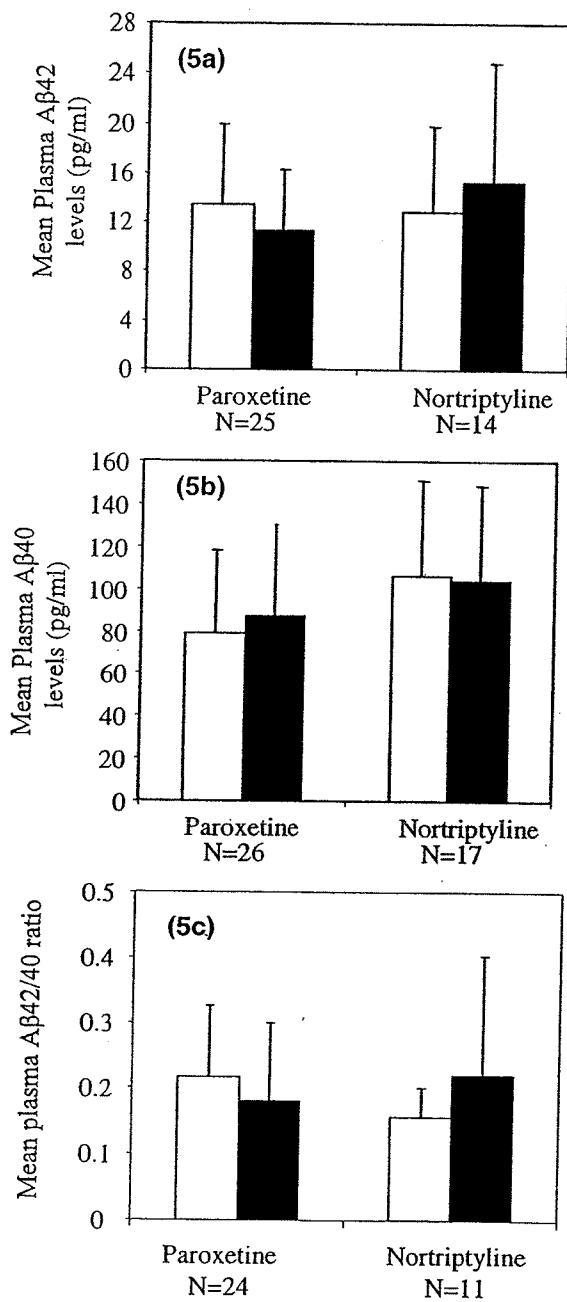 Mean Plasma Aβ42
levels (pg/ml)
28
24
20
16
12
8
4
0
(5a)
Paroxetine
N=25
Nortriptyline
N=14
Mean Plasma Aβ40
levels (pg/ml)
160
140
120
100
80
60
40
20
0
(5b)
Paroxetine
N=26
Nortriptyline
N=17
Mean plasma Aβ42/40 ratio
0.5
0.4
0.3
0.2
0.1
0
(5c)
Paroxetine
N=24
Nortriptyline
N=11